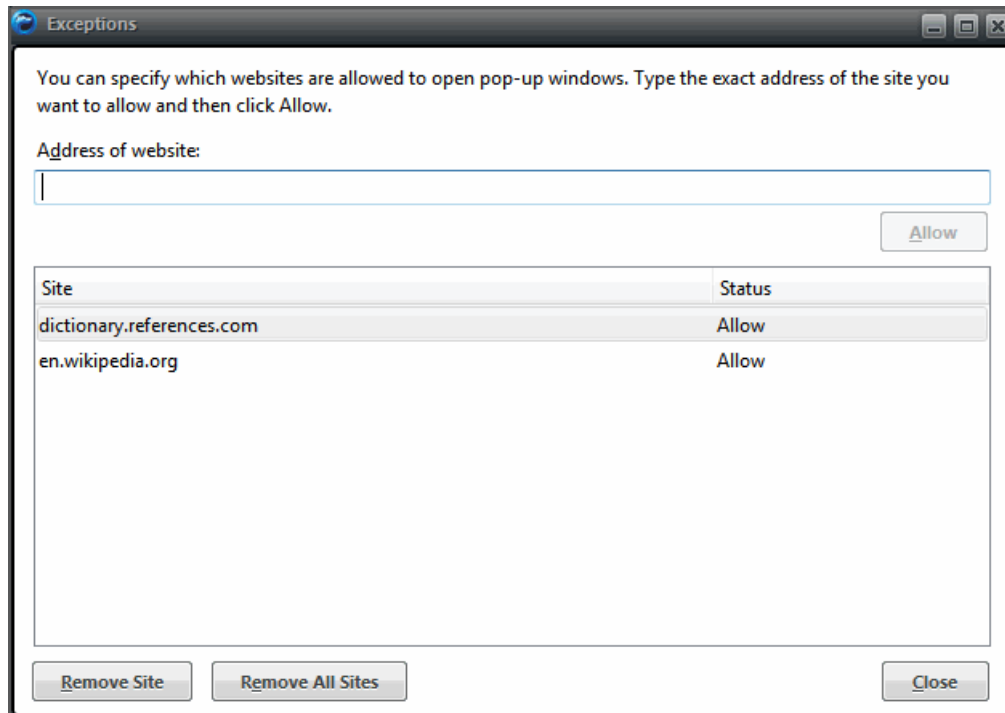 Exceptions
You can specify which websites are allowed to open pop-up windows. Type the exact address of the site you
want to allow and then click Allow.
Address of website:
Allow
Site Status
dictionary.references.com Allow
en.wikipedia.org Allow
Remove Site Remove All Sites Close